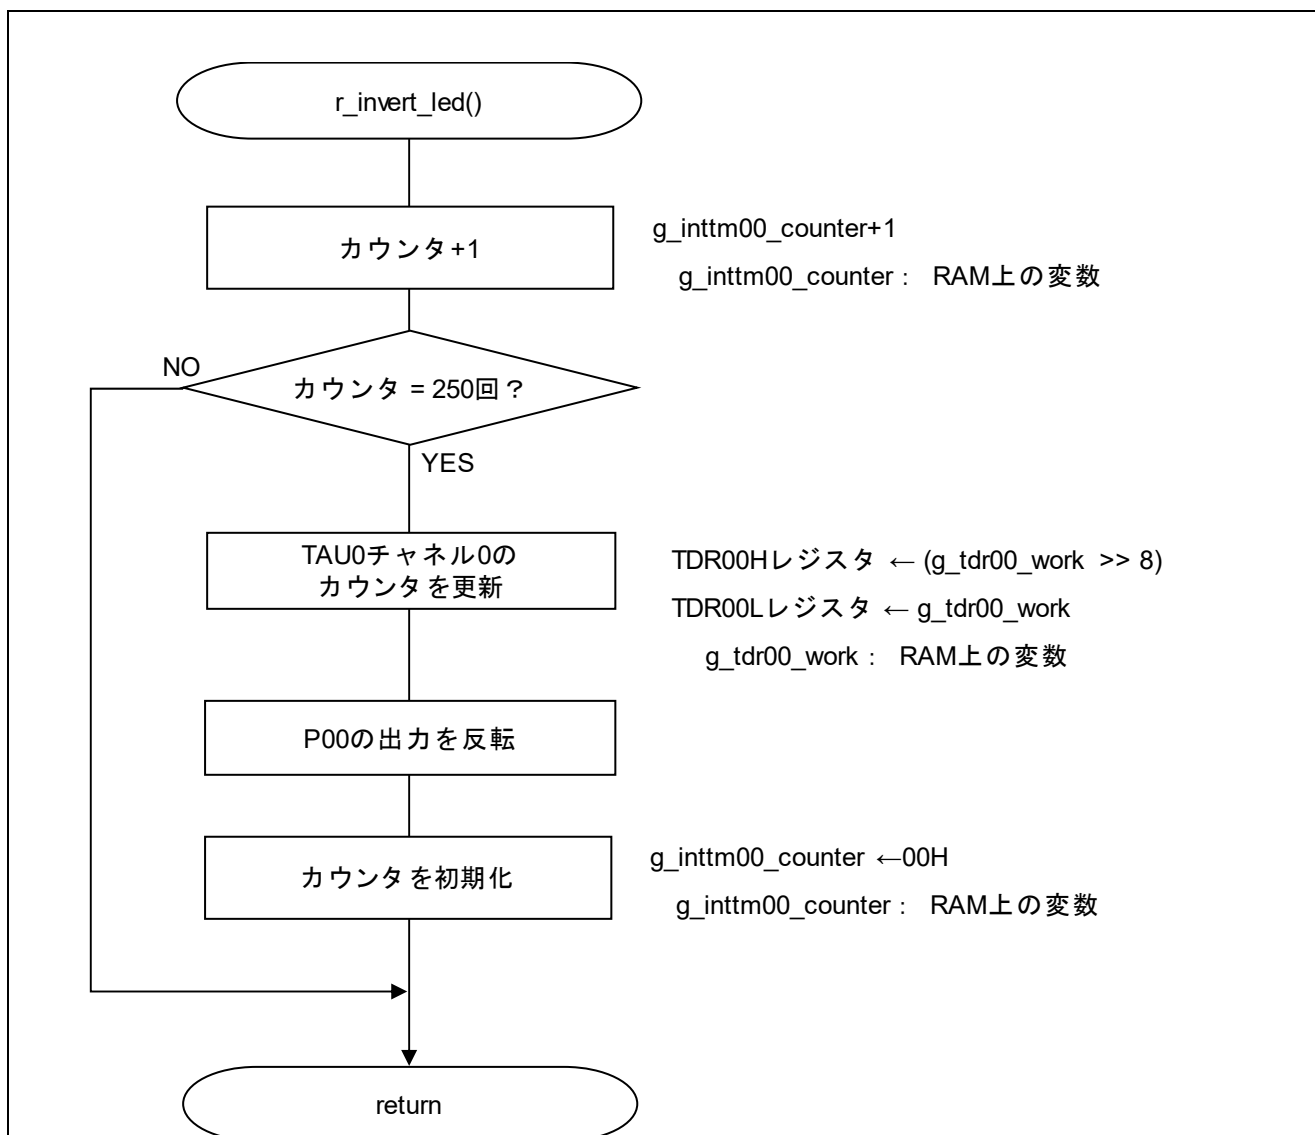 r_invert_led()
カウンタ+1
g_inttm00_counter+1
g_inttm00_counter： RAM上の変数
NO
カウンタ = 250回？
YES
TAU0チャネル0の
カウンタを更新
TDR00Hレジスタ ← (g_tdr00_work >> 8)
TDR00Lレジスタ ← g_tdr00_work
g_tdr00_work： RAM上の変数
P00の出力を反転
カウンタを初期化
g_inttm00_counter ←00H
g_inttm00_counter： RAM上の変数
return